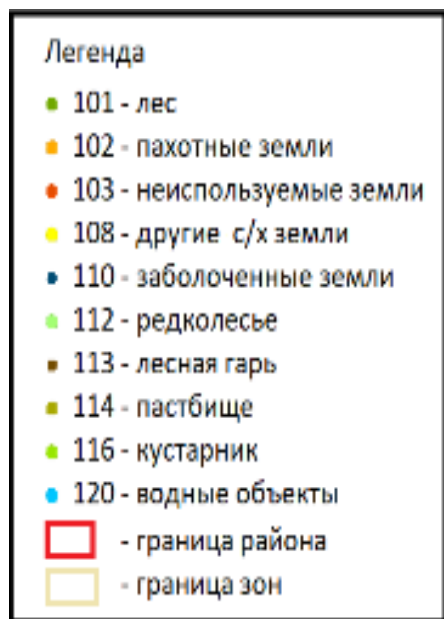 Легенда
101 - лес
102 - пахотные земли
103 - неиспользуемые земли
108 - другие с/х земли
110 - заболоченные земли
112 - редколесье
113 - лесная гарь
114 - пастбище
116 - кустарник
120 - водные объекты
- граница района
- граница зон